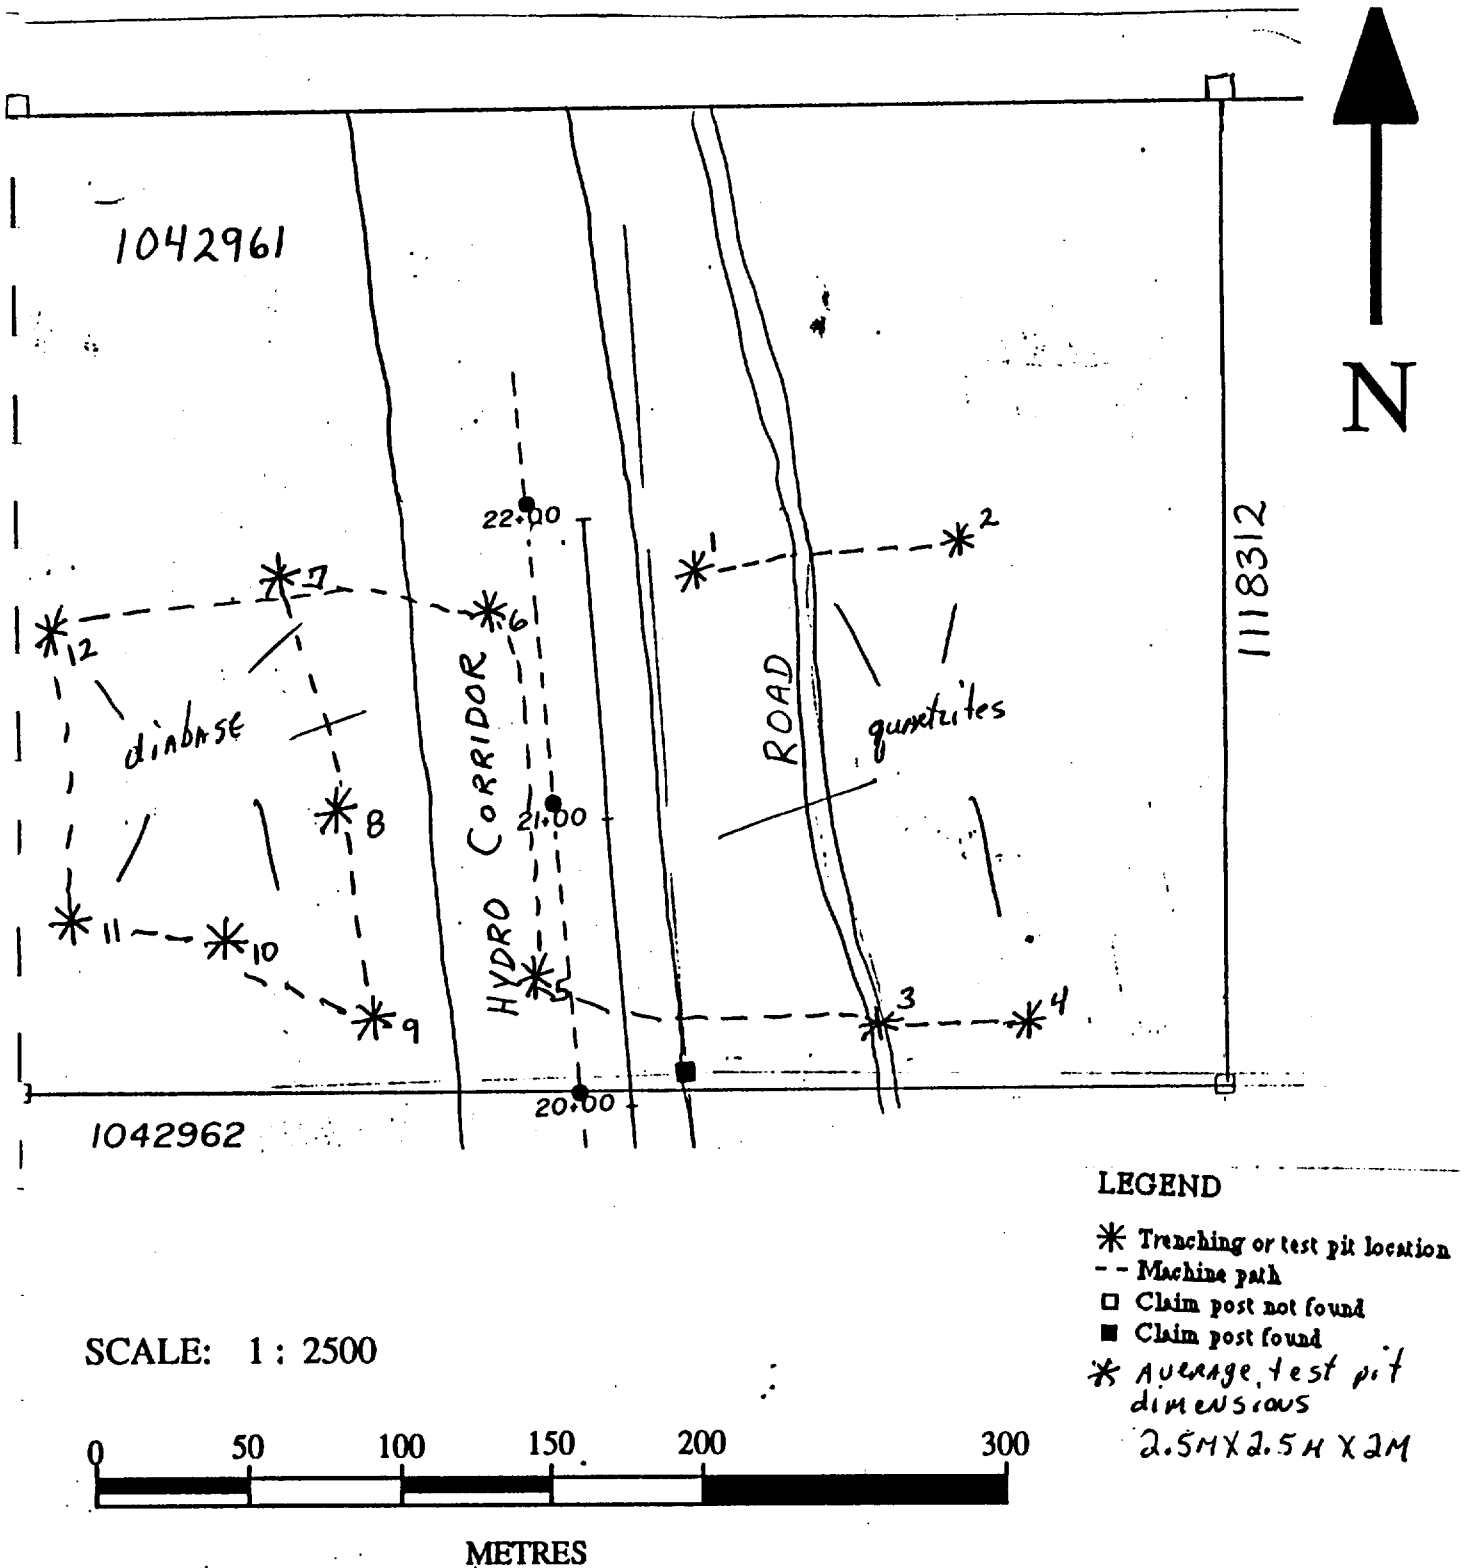 1042961
N
22+00
1
2
7
6
12
1118312
HYDRO CORRIDOR
ROAD
diabase
quartzites
8
21+00
11
10
5
3
4
9
20+00
1042962
LEGEND
Trenching or test pit location
Machine path
Claim post not found
Claim post found
Average test pit
dimensions
2.5M X 2.5M X 2M
SCALE: 1 : 2500
0 50 100 150 200 300
METRES